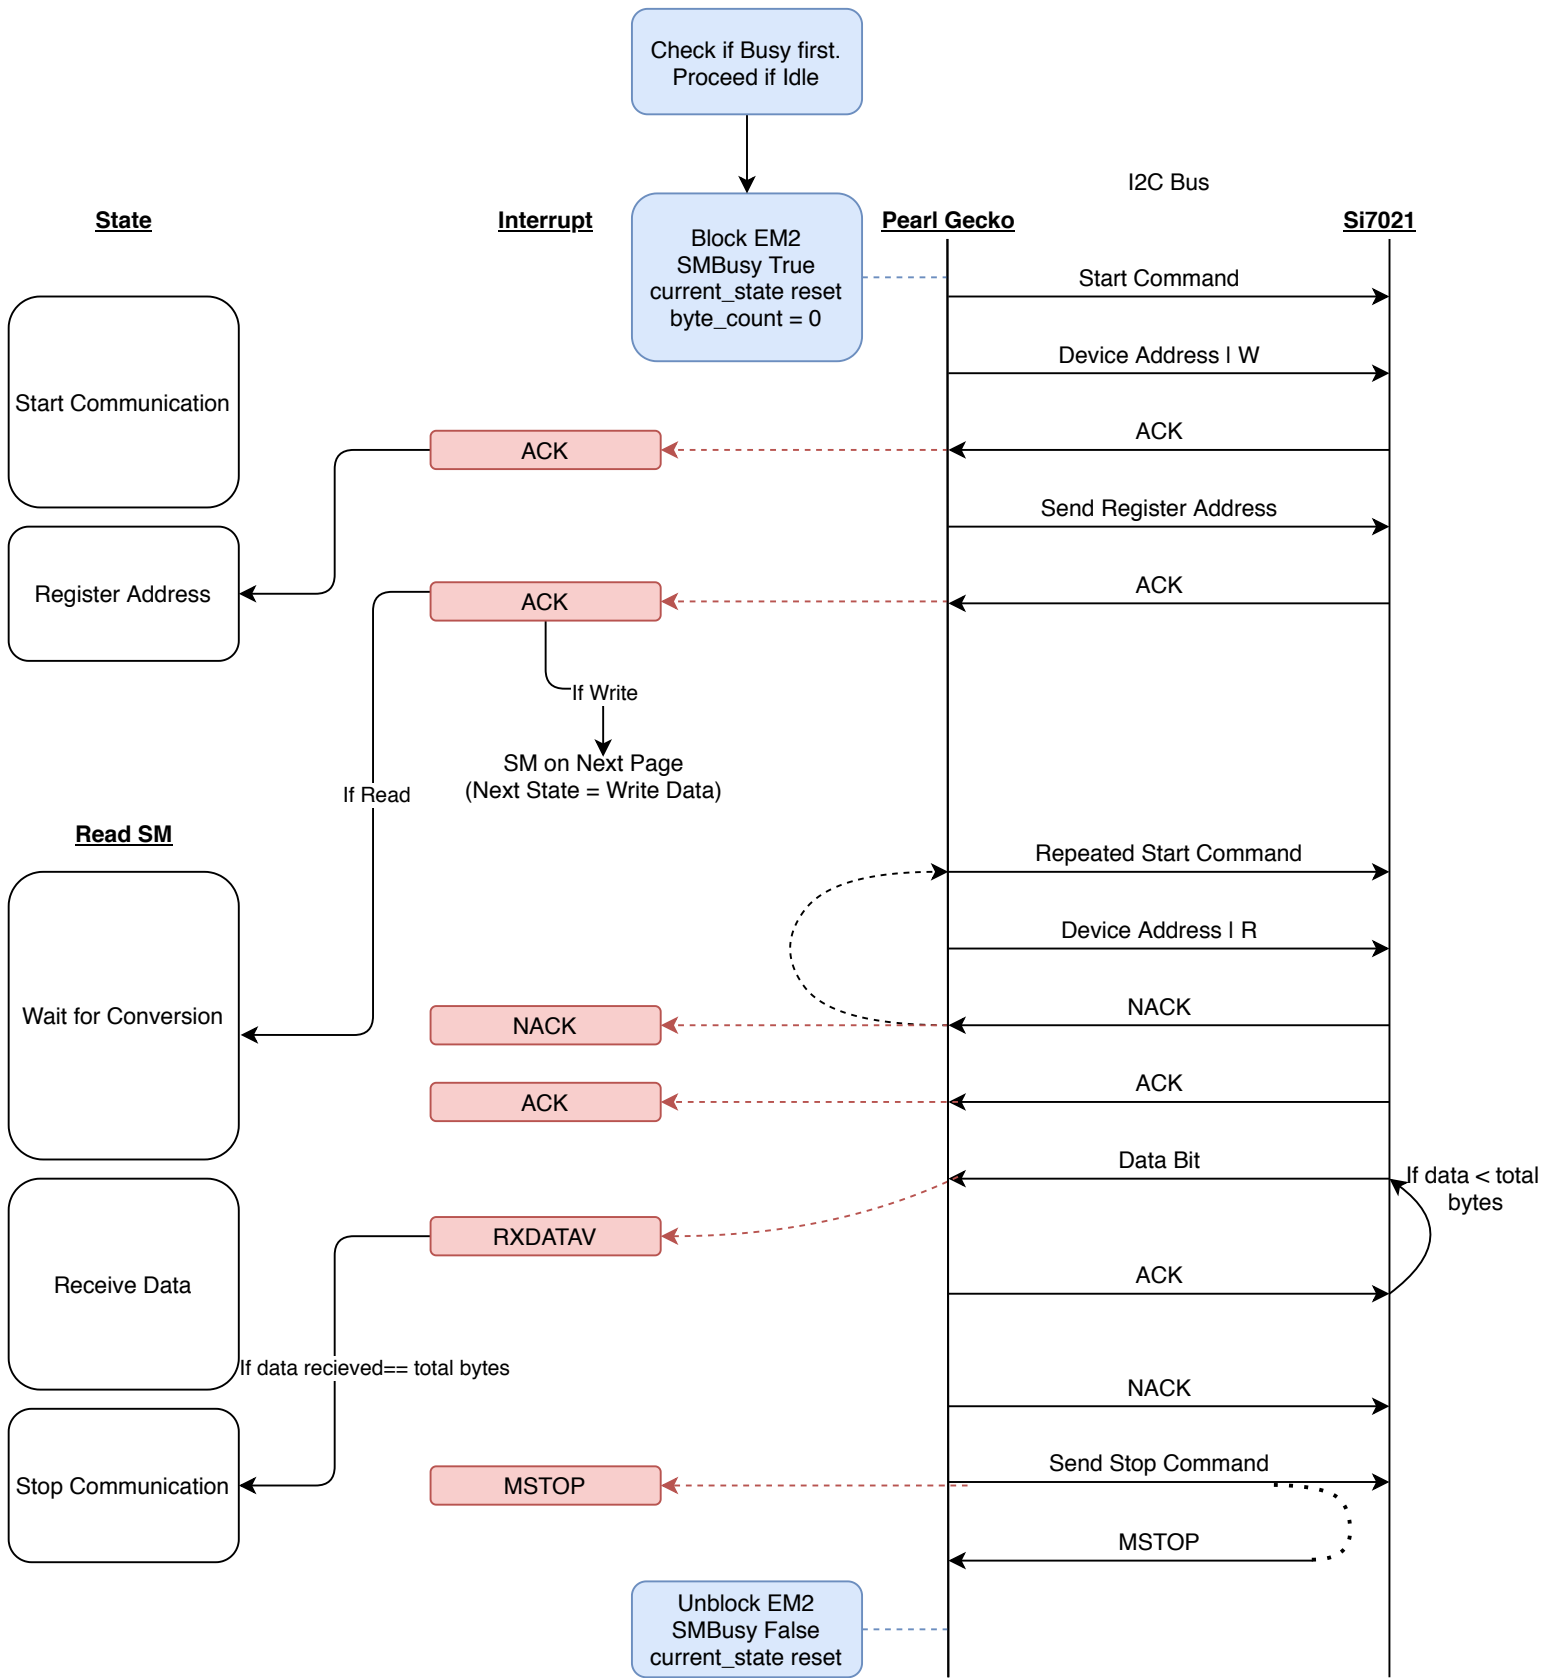 Check if Busy first.
Proceed if Idle
I2C Bus
State
Interrupt
Pearl Gecko
Si7021
Block EM2
SMBusy True
current_state reset
byte_count = 0
Start Command
Device Address | W
Start Communication
ACK
ACK
Send Register Address
Register Address
ACK
ACK
If Write
SM on Next Page
(Next State = Write Data)
If Read
Read SM
Repeated Start Command
Device Address | R
Wait for Conversion
NACK
NACK
ACK
ACK
Data Bit
If data < total
bytes
RXDATAV
Receive Data
ACK
If data recieved== total bytes
NACK
Send Stop Command
Stop Communication
MSTOP
MSTOP
Unblock EM2
SMBusy False
current_state reset